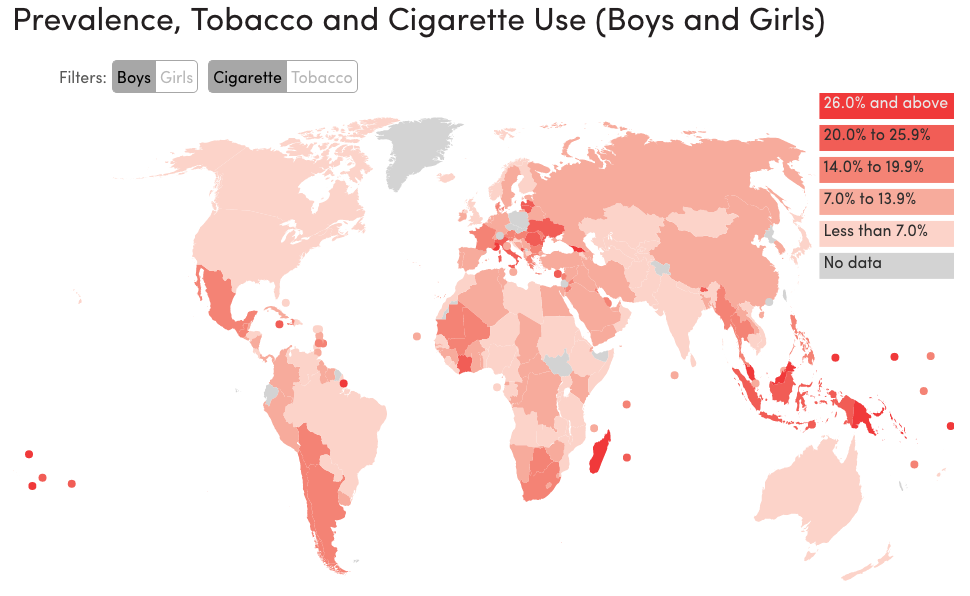 Prevalence, Tobacco and Cigarette Use (Boys and Girls)
Filters: Boys Girls Cigarette Tobacco
26.0% and above
20.0% to 25.9%
14.0% to 19.9%
7.0% to 13.9%
Less than 7.0%
No data